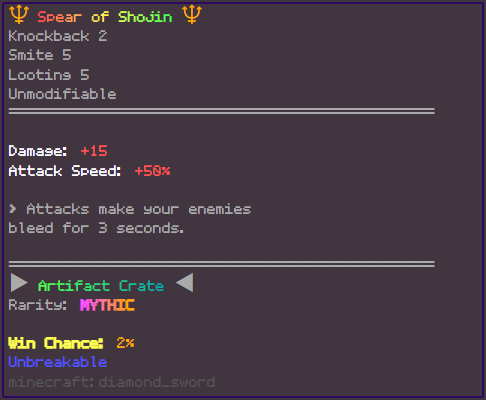 🔱 Spear of Shojin 🔱
Knockback 2
Smite 5
Looting 5
Unmodifiable
Damage: +15
Attack Speed: +50%
> Attacks make your enemies
bleed for 3 seconds.
▶ Artifact Crate ◀
Rarity: MYTHIC
Win Chance: 2%
Unbreakable
minecraft:diamond_sword